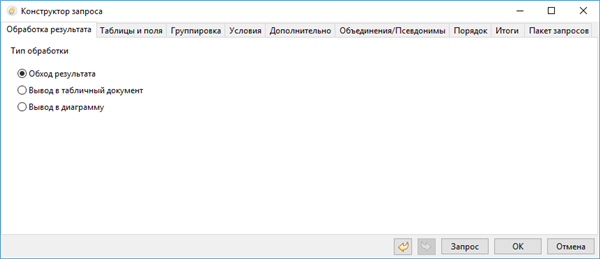 Конструктор запроса
Обработка результата Таблицы и поля Группировка Условия Дополнительно Объединения/Псевдонимы Порядок Итоги Пакет запросов
Тип обработки
Обход результата
Вывод в табличный документ
Вывод в диаграмму
Запрос ОК Отмена